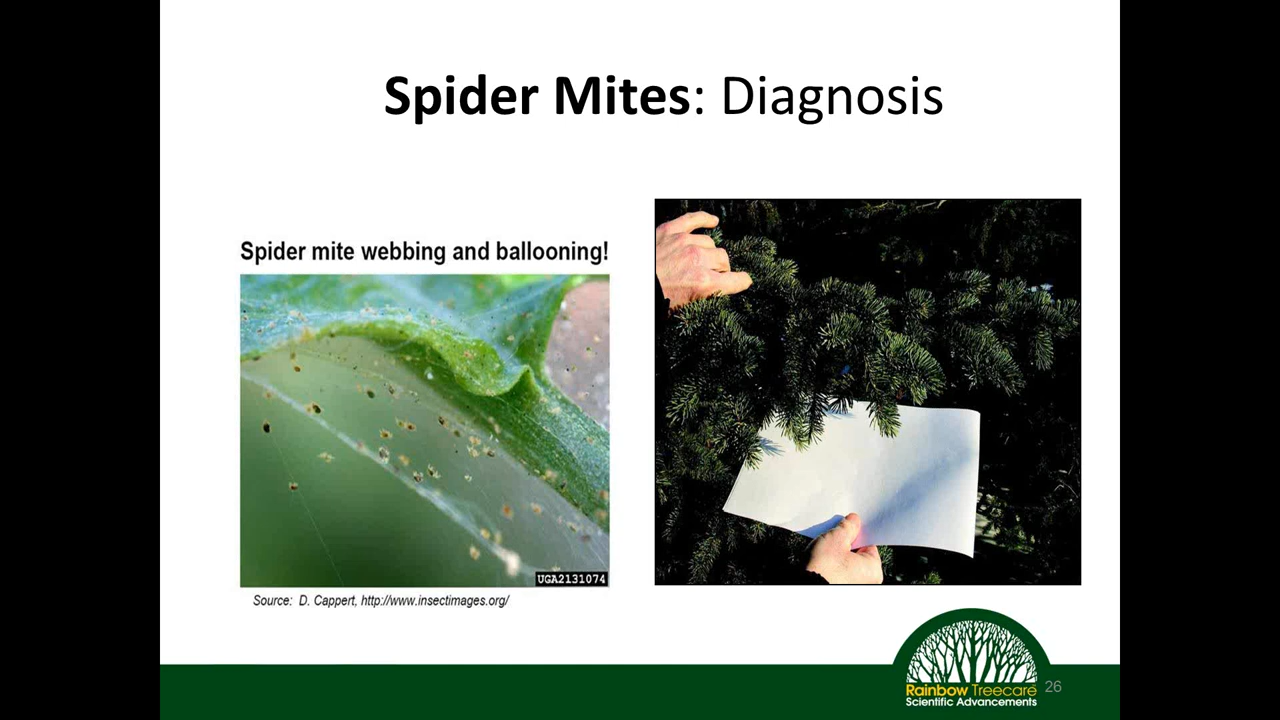 Spider Mites: Diagnosis
Spider mite webbing and ballooning!
UGA2131074
Source: D. Cappert, http://www.insectimages.org/
Rainbow Treecare
Scientific Advancements
26